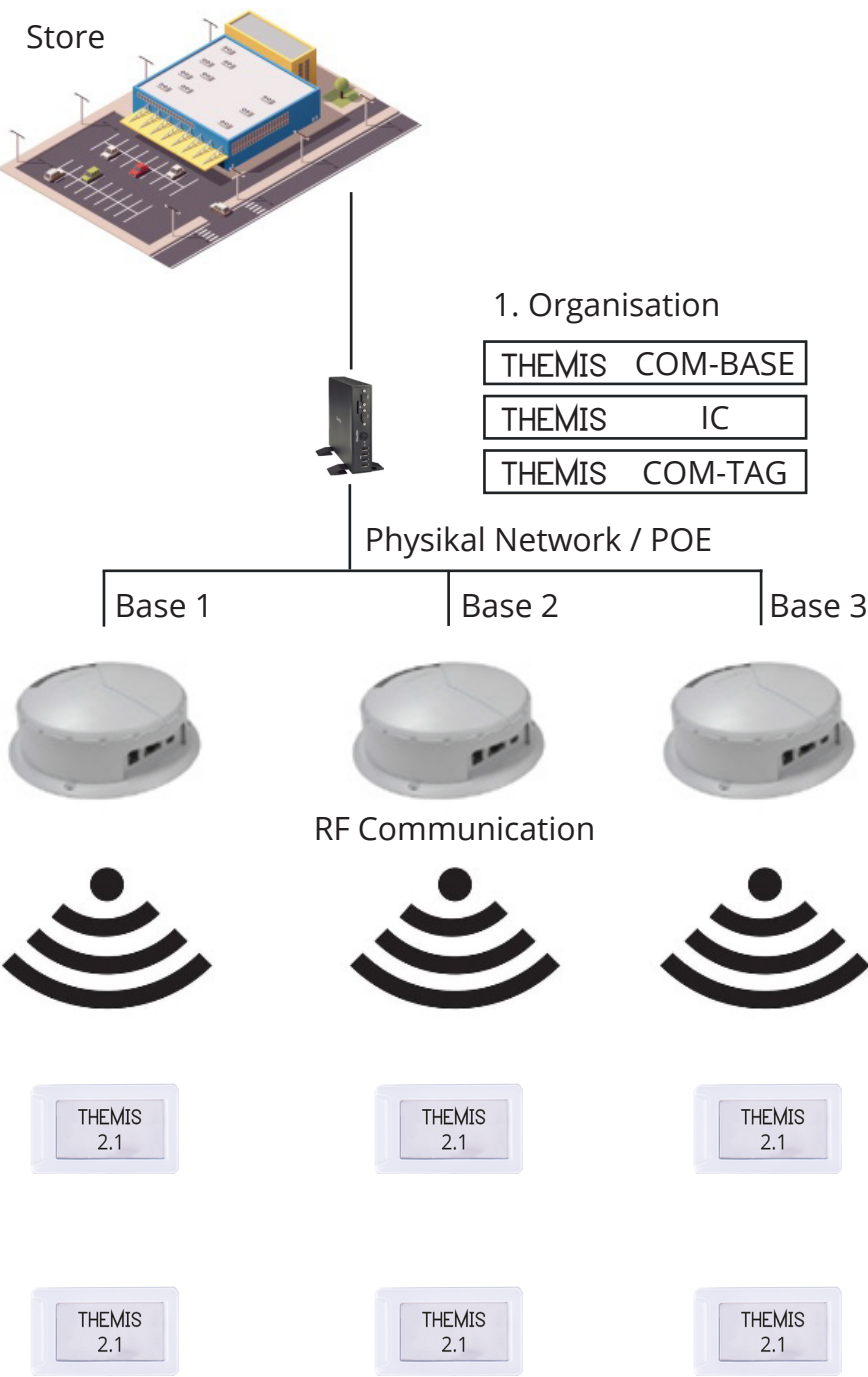 Store
1. Organisation
THEMIS COM-BASE
THEMIS IC
THEMIS COM-TAG
Physikal Network / POE
Base 1 Base 2 Base 3
RF Communication
THEMIS THEMIS THEMIS
2.1 2.1 2.1
THEMIS THEMIS THEMIS
2.1 2.1 2.1